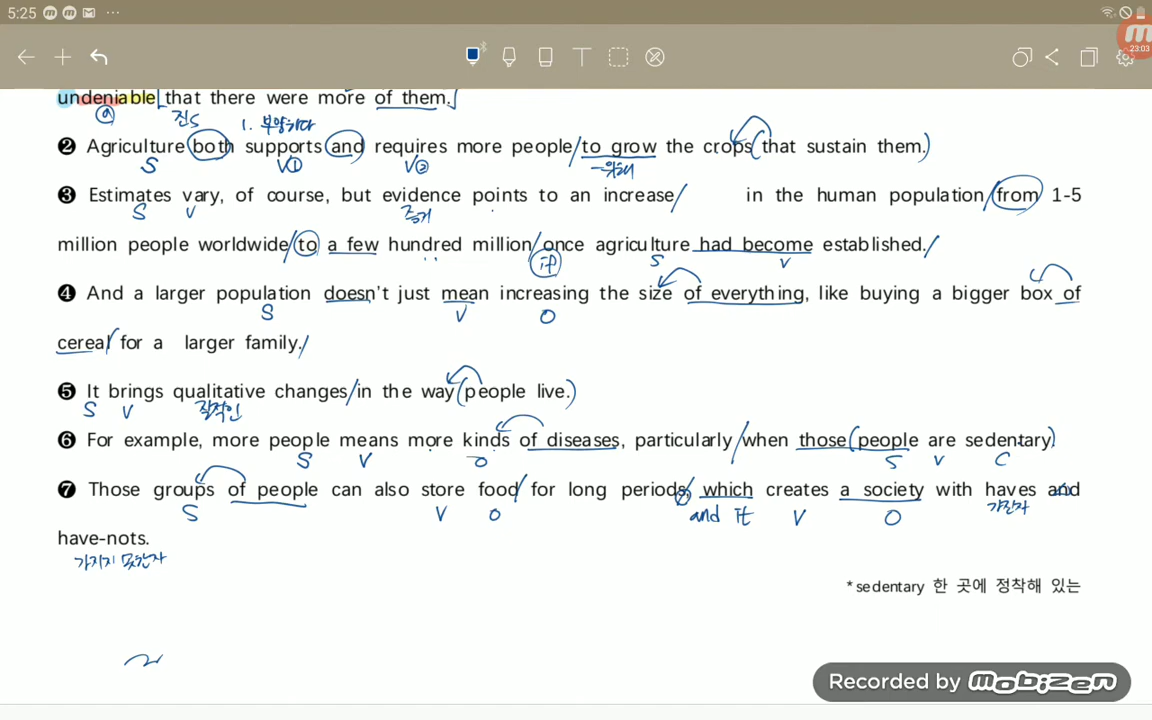 5:25
23:03
undeniable that there were more of them.
ⓐ 진S 1. 부양하다
❷ Agriculture both supports and requires more people/to grow the crops(that sustain them.)
S V① V② ~위해
❸ Estimates vary, of course, but evidence points to an increase/ in the human population/from 1-5
S V 증거
million people worldwide/to a few hundred million/once agriculture had become established./
S V
❹ And a larger population doesn't just mean increasing the size of everything, like buying a bigger box of
S V O
cereal/for a larger family./
❺ It brings qualitative changes/in the way(people live.)
S V 질적인
❻ For example, more people means more kinds of diseases, particularly/when those(people are sedentary)
S V O S V C
❼ Those groups of people can also store food/for long periods, which creates a society with haves and
S V O and It V O 가진자
have-nots.
가지지 못한자
*sedentary 한 곳에 정착해 있는
Recorded by mobizen